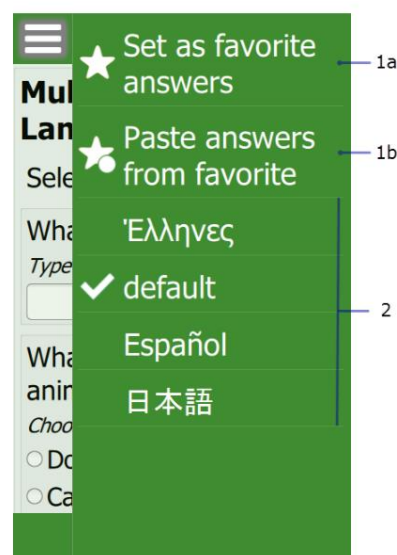 Set as favorite
answers
1a
Paste answers
from favorite
1b
Έλληνες
default
Español
日本語
2
Mul
Lan
Sele
Wha
Type
Wha
Choo
Do
Ca